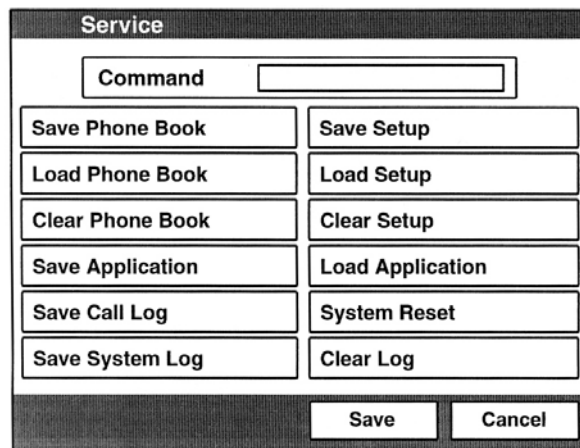 Service
Command
Save Phone Book
Save Setup
Load Phone Book
Load Setup
Clear Phone Book
Clear Setup
Save Application
Load Application
Save Call Log
System Reset
Save System Log
Clear Log
Save
Cancel